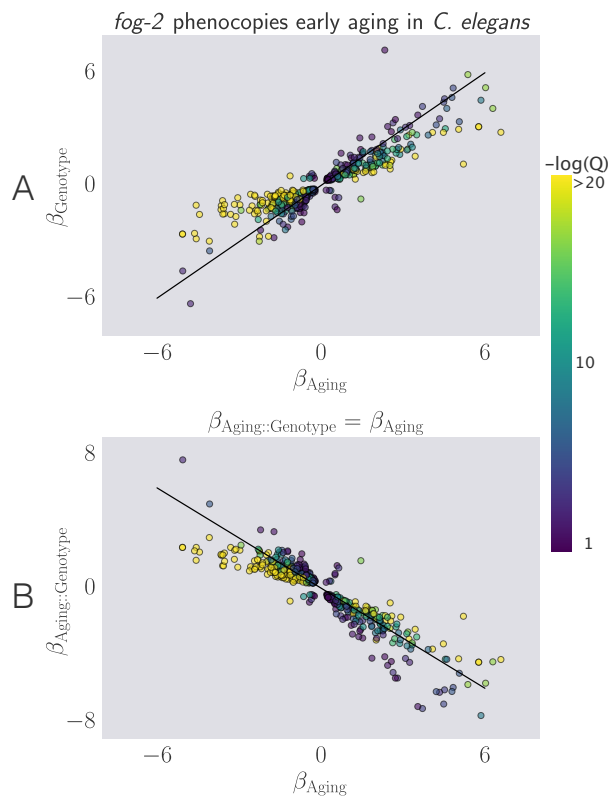 fog-2 phenocopies early aging in C. elegans
A
6
0
−6
βGenotype
−6 0 6
βAging
–log(Q)
>20
10
1
βAging::Genotype = βAging
B
8
0
−8
βAging::Genotype
−6 0 6
βAging